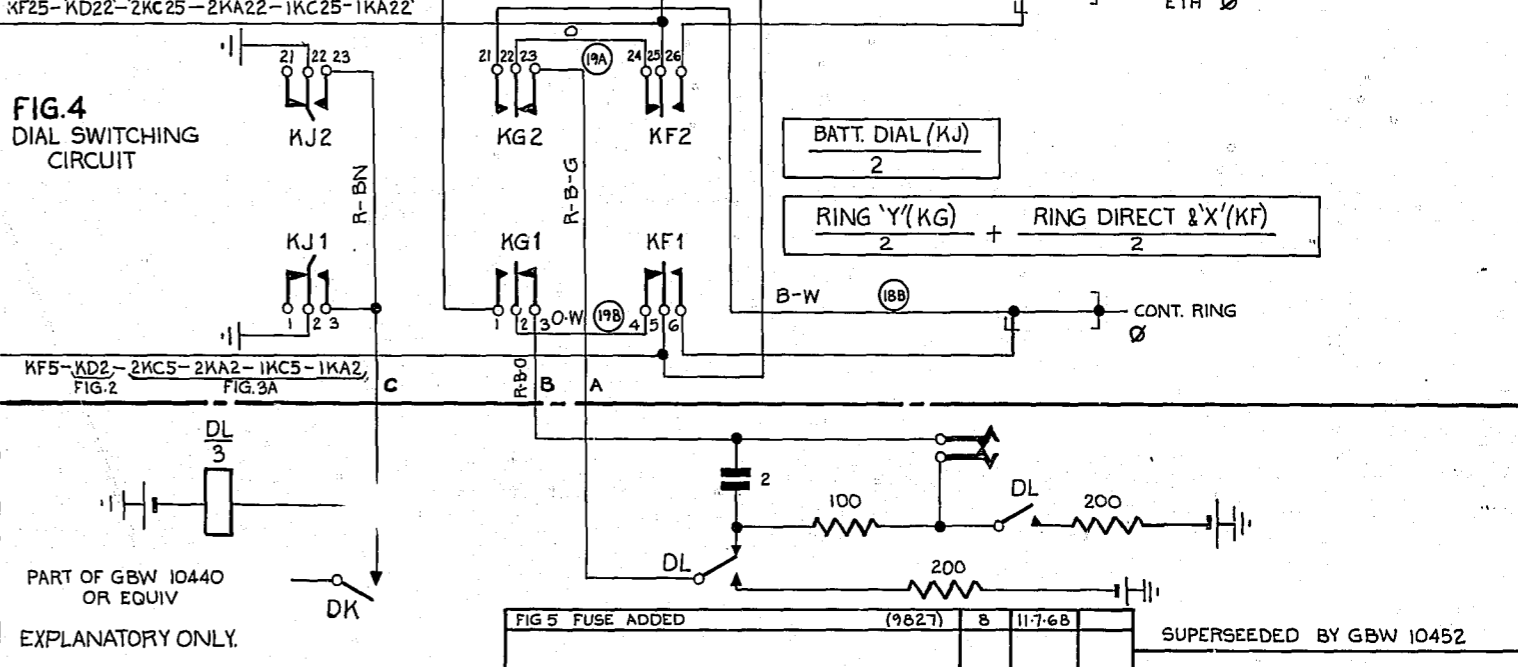 KF25-KD22-2KC25-2KA22-1KC25-1KA22
ETH Ø
21 22 23
21 22 23
O
19A
24 25 26
FIG.4
DIAL SWITCHING
CIRCUIT
KJ2
KG2
KF2
BATT. DIAL (KJ)
2
R-BN
R-B-G
RING 'Y'(KG)
2
+
RING DIRECT &'X'(KF)
2
KJ1
KG1
KF1
B-W
18B
CONT. RING
Ø
1 2 3
1 2 3
O.W
19B
4 5 6
KF5-KD2-2KC5-2KA2-1KC5-1KA2
FIG.2
FIG.3A
C
R-B-O
B
A
DL
3
2
100
DL
200
DL
200
PART OF GBW 10440
OR EQUIV
DK
EXPLANATORY ONLY.
FIG 5 FUSE ADDED (9827) 8 11.7.68
SUPERSEEDED BY GBW 10452